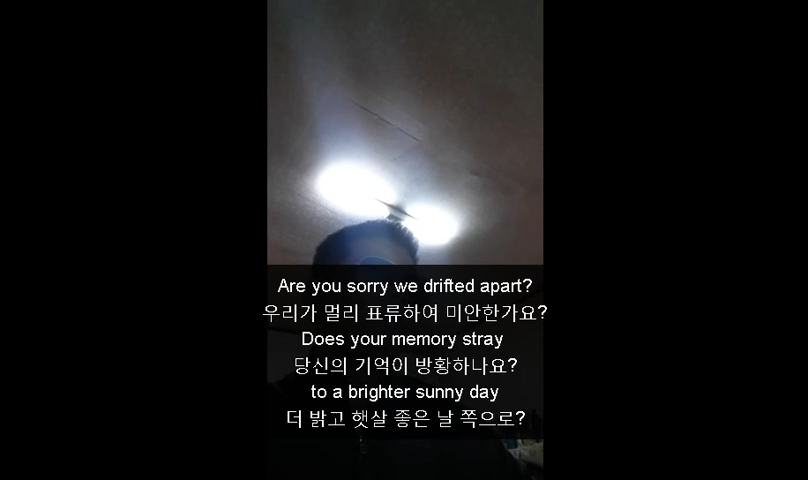 Are you sorry we drifted apart?
우리가 멀리 표류하여 미안한가요?
Does your memory stray
당신의 기억이 방황하나요?
to a brighter sunny day
더 밝고 햇살 좋은 날 쪽으로?